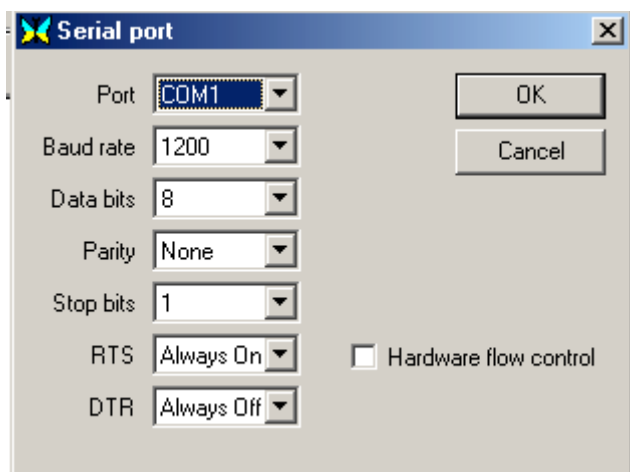 Serial port
Port COM1
OK
Baud rate 1200
Cancel
Data bits 8
Parity None
Stop bits 1
RTS Always On
Hardware flow control
DTR Always Off